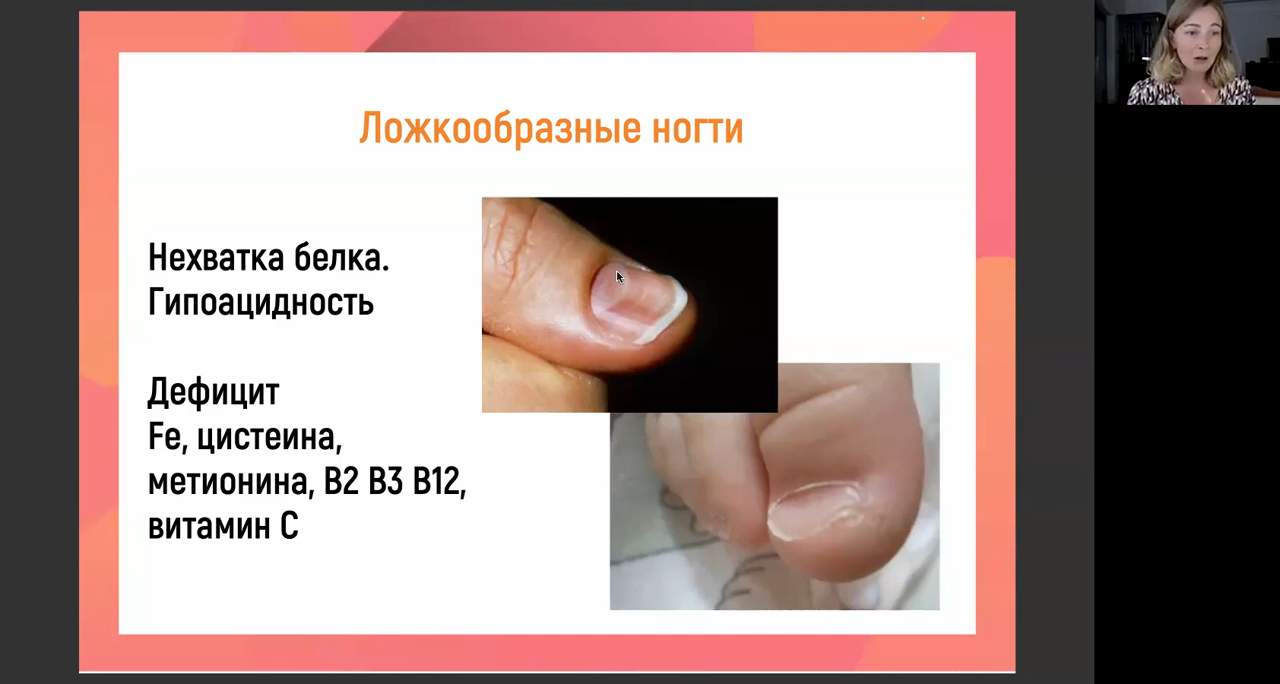 Ложкообразные ногти
Нехватка белка.
Гипоацидность
Дефицит
Fe, цистеина,
метионина, B2 B3 B12,
витамин С